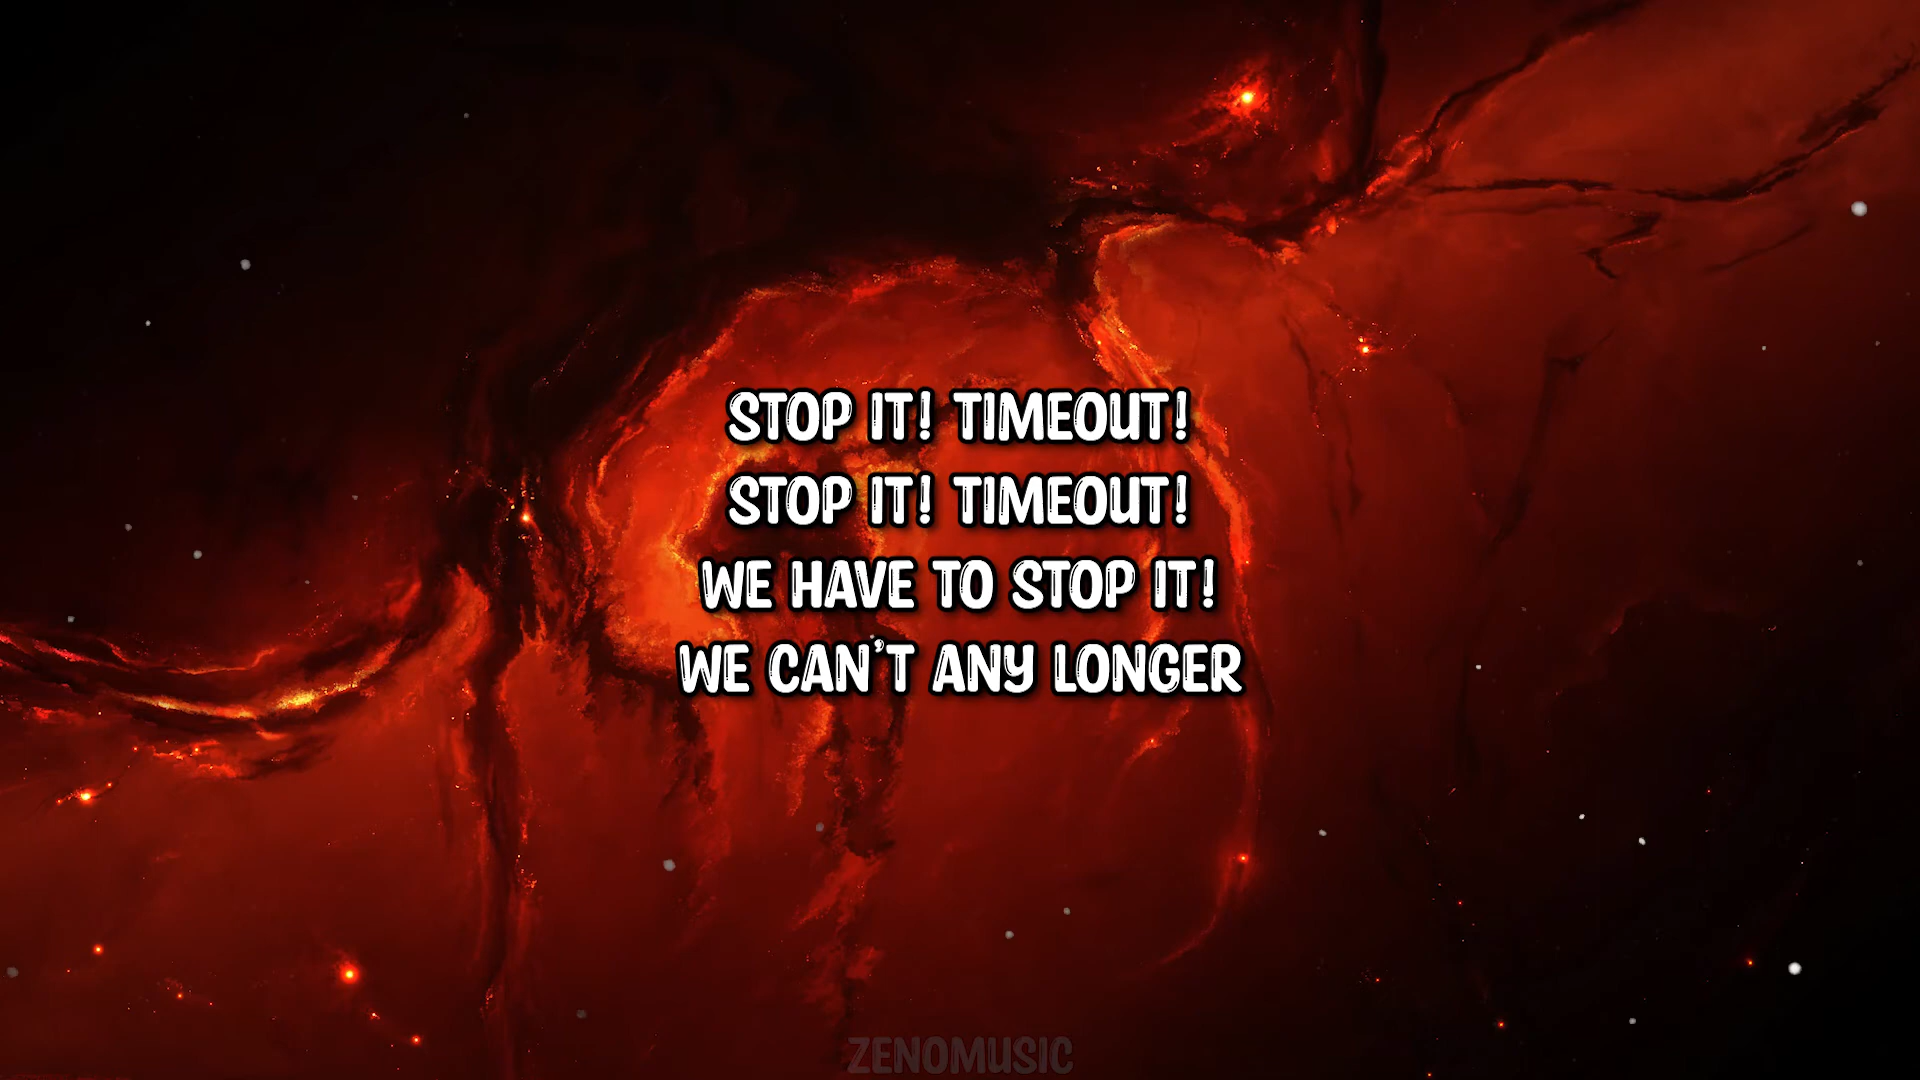 STOP IT! TIMEOUT!
STOP IT! TIMEOUT!
WE HAVE TO STOP IT!
WE CAN'T ANY LONGER
ZENOMUSIC